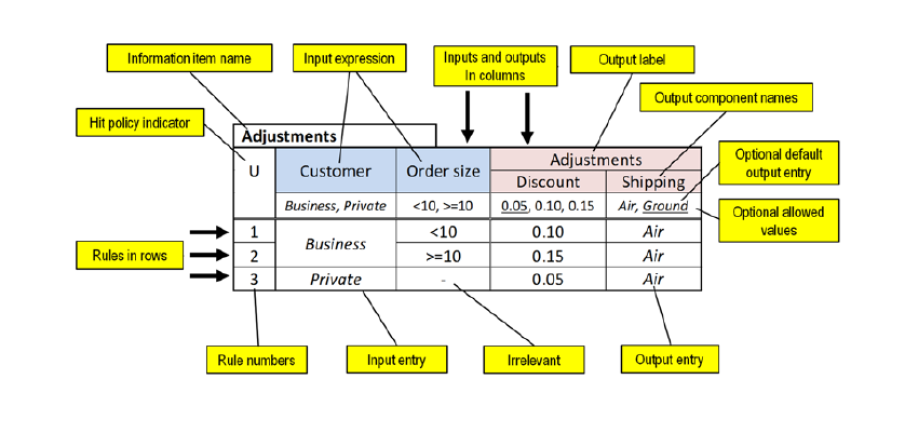 Information item name
Input expression
Inputs and outputs
In columns
Output label
Output component names
Hit policy indicator
Adjustments
U
Customer
Order size
Adjustments
Discount
Shipping
Optional default
output entry
Business, Private
<10, >=10
0.05, 0.10, 0.15
Air, Ground
Optional allowed
values
Rules in rows
1
Business
<10
0.10
Air
2
>=10
0.15
Air
3
Private
-
0.05
Air
Rule numbers
Input entry
Irrelevant
Output entry